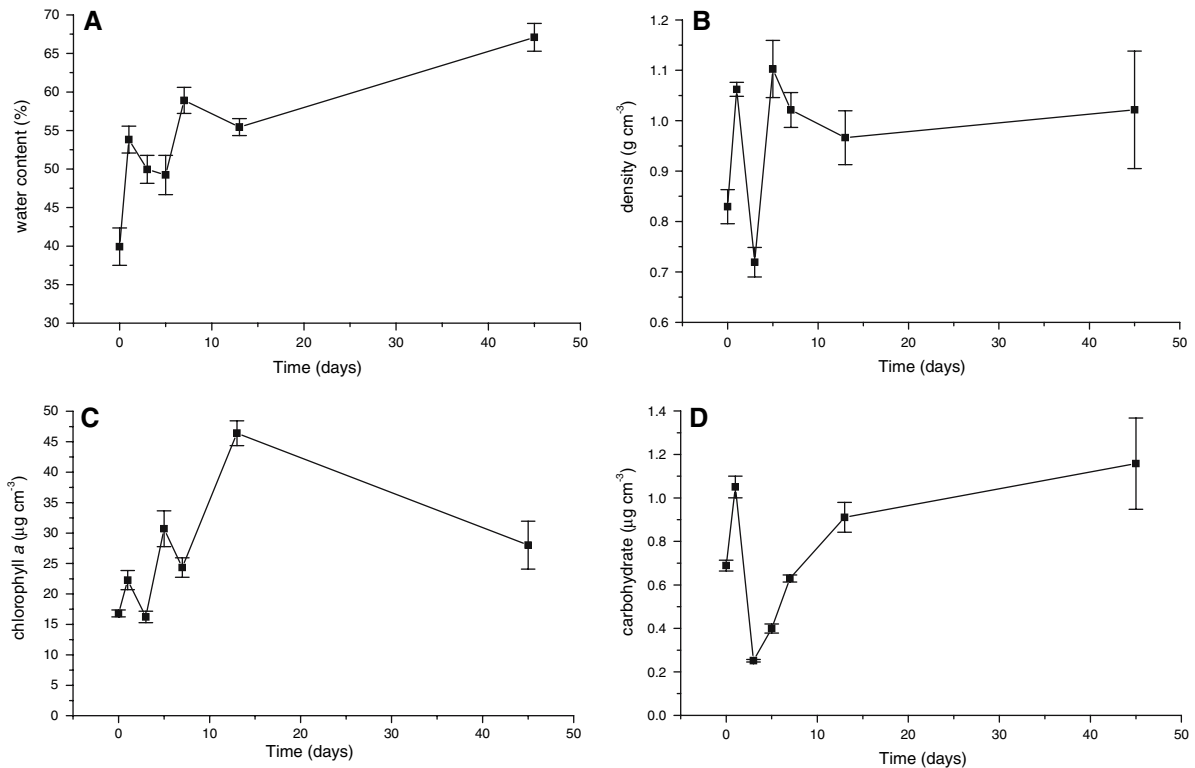 A
70
65
60
55
50
45
40
35
30
water content (%)
0 10 20 30 40 50
Time (days)
B
1.2
1.1
1.0
0.9
0.8
0.7
0.6
density (g cm⁻³)
0 10 20 30 40 50
Time (days)
C
50
45
40
35
30
25
20
15
10
5
0
chlorophyll a (µg cm⁻³)
0 10 20 30 40 50
Time (days)
D
1.4
1.2
1.0
0.8
0.6
0.4
0.2
0.0
carbohydrate (µg cm⁻³)
0 10 20 30 40 50
Time (days)